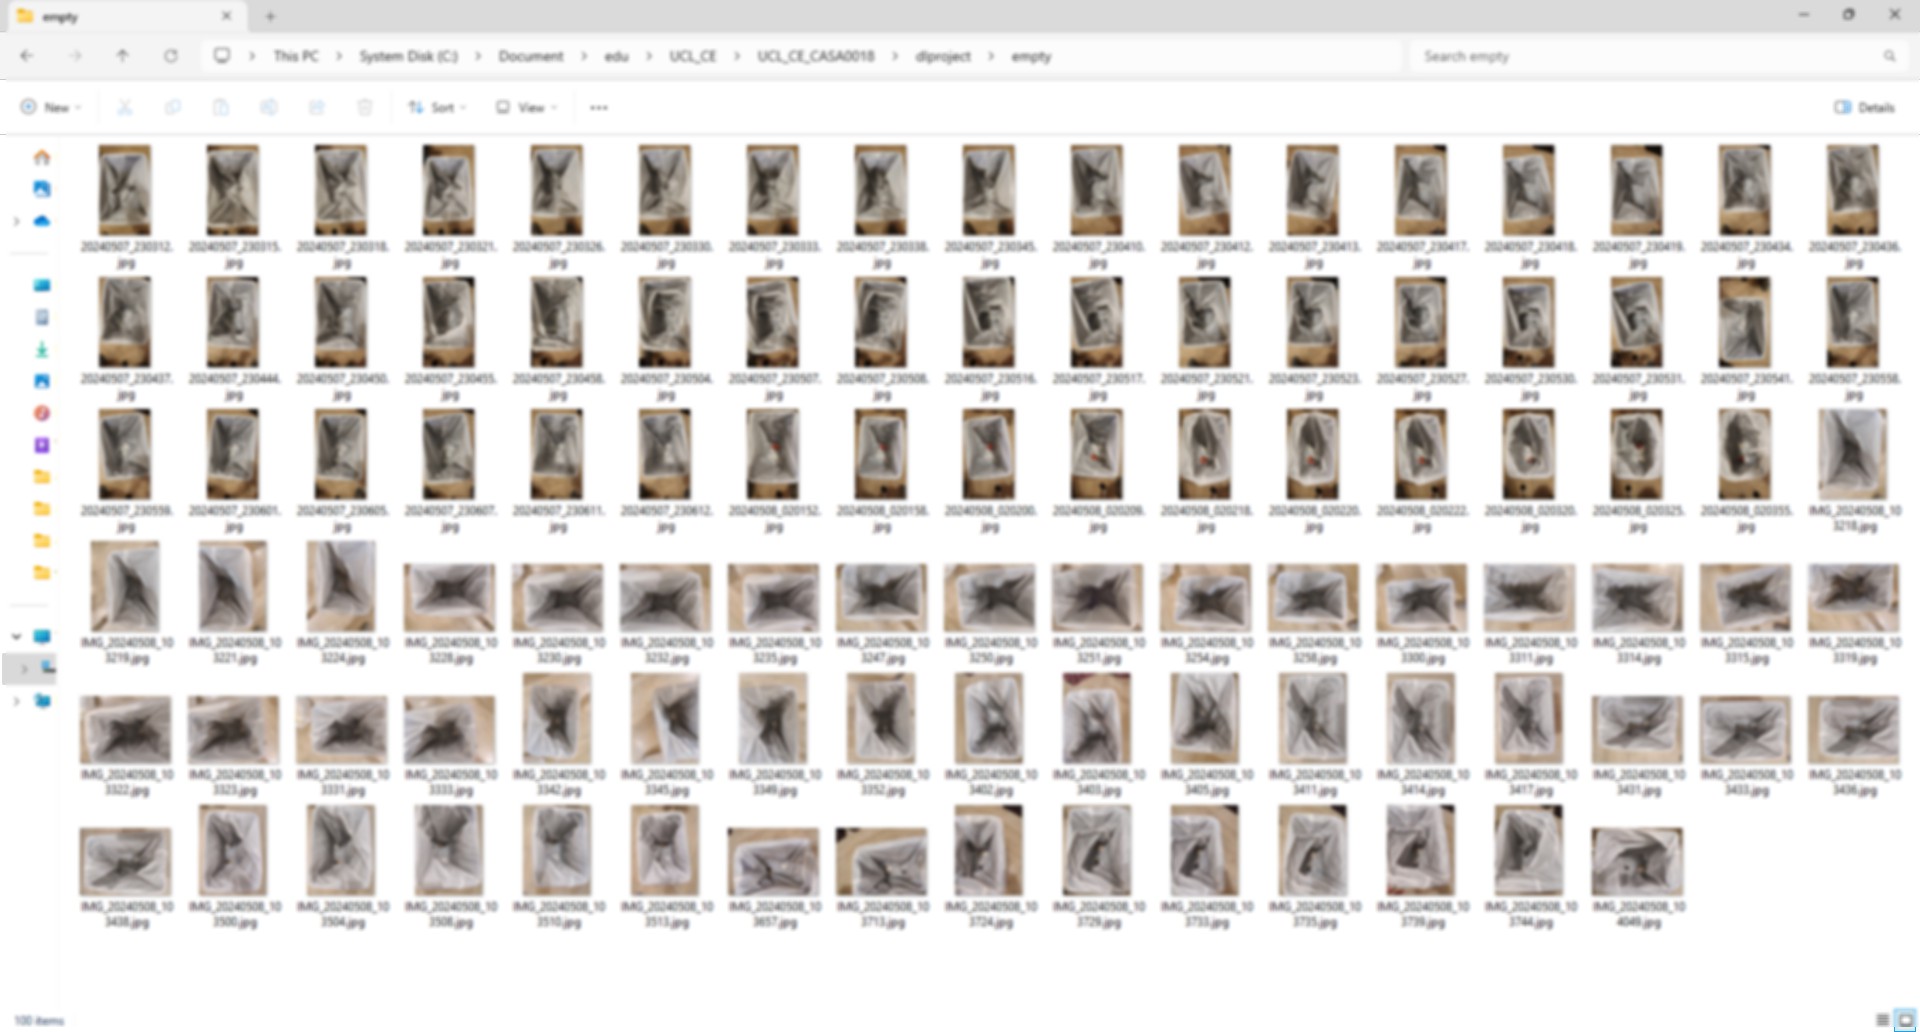 empty
This PC > System Disk (C:) > Document > edu > UCL_CE > UCL_CE_CASA0018 > dlproject > empty
Search empty
New
Sort
View
Details
20240507_230312.jpg
20240507_230315.jpg
20240507_230318.jpg
20240507_230321.jpg
20240507_230326.jpg
20240507_230330.jpg
20240507_230333.jpg
20240507_230338.jpg
20240507_230345.jpg
20240507_230410.jpg
20240507_230412.jpg
20240507_230413.jpg
20240507_230417.jpg
20240507_230418.jpg
20240507_230419.jpg
20240507_230434.jpg
20240507_230436.jpg
20240507_230437.jpg
20240507_230444.jpg
20240507_230450.jpg
20240507_230455.jpg
20240507_230458.jpg
20240507_230504.jpg
20240507_230507.jpg
20240507_230508.jpg
20240507_230516.jpg
20240507_230517.jpg
20240507_230521.jpg
20240507_230523.jpg
20240507_230527.jpg
20240507_230530.jpg
20240507_230531.jpg
20240507_230541.jpg
20240507_230558.jpg
20240507_230559.jpg
20240507_230601.jpg
20240507_230605.jpg
20240507_230607.jpg
20240507_230611.jpg
20240507_230612.jpg
20240508_020152.jpg
20240508_020158.jpg
20240508_020200.jpg
20240508_020209.jpg
20240508_020218.jpg
20240508_020220.jpg
20240508_020222.jpg
20240508_020320.jpg
20240508_020325.jpg
20240508_020355.jpg
IMG_20240508_103218.jpg
IMG_20240508_103219.jpg
IMG_20240508_103221.jpg
IMG_20240508_103224.jpg
IMG_20240508_103228.jpg
IMG_20240508_103230.jpg
IMG_20240508_103232.jpg
IMG_20240508_103235.jpg
IMG_20240508_103247.jpg
IMG_20240508_103250.jpg
IMG_20240508_103251.jpg
IMG_20240508_103254.jpg
IMG_20240508_103258.jpg
IMG_20240508_103300.jpg
IMG_20240508_103311.jpg
IMG_20240508_103314.jpg
IMG_20240508_103315.jpg
IMG_20240508_103319.jpg
IMG_20240508_103322.jpg
IMG_20240508_103323.jpg
IMG_20240508_103331.jpg
IMG_20240508_103333.jpg
IMG_20240508_103342.jpg
IMG_20240508_103345.jpg
IMG_20240508_103349.jpg
IMG_20240508_103352.jpg
IMG_20240508_103402.jpg
IMG_20240508_103403.jpg
IMG_20240508_103405.jpg
IMG_20240508_103411.jpg
IMG_20240508_103414.jpg
IMG_20240508_103417.jpg
IMG_20240508_103431.jpg
IMG_20240508_103433.jpg
IMG_20240508_103436.jpg
IMG_20240508_103438.jpg
IMG_20240508_103500.jpg
IMG_20240508_103504.jpg
IMG_20240508_103508.jpg
IMG_20240508_103510.jpg
IMG_20240508_103513.jpg
IMG_20240508_103657.jpg
IMG_20240508_103713.jpg
IMG_20240508_103724.jpg
IMG_20240508_103729.jpg
IMG_20240508_103733.jpg
IMG_20240508_103735.jpg
IMG_20240508_103739.jpg
IMG_20240508_103744.jpg
IMG_20240508_104049.jpg
100 items